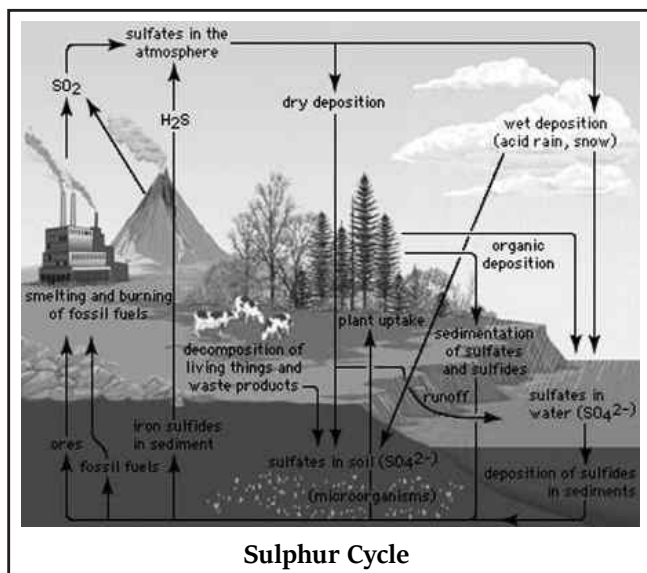 sulfates in the
atmosphere
SO2
H2S
dry deposition
wet deposition
(acid rain, snow)
organic
deposition
smelting and burning
of fossil fuels
plant uptake
sedimentation
of sulfates
and sulfides
decomposition of
living things and
waste products
runoff
sulfates in
water (SO42-)
ores
iron sulfides
in sediment
fossil fuels
sulfates in soil (SO42-)
(microorganisms)
deposition of sulfides
in sediments
Sulphur Cycle